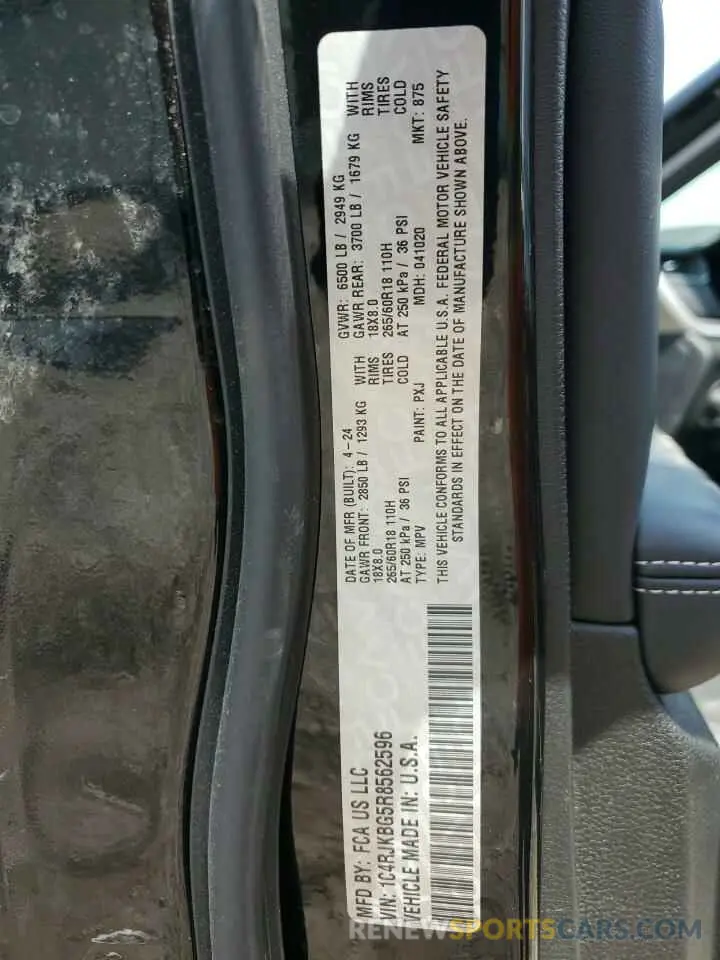 MFD BY: FCA US LLC
DATE OF MFR (BUILT): 4-24
GVWR: 6500 LB / 2949 KG
GAWR FRONT: 2850 LB / 1293 KG WITH
GAWR REAR: 3700 LB / 1679 KG WITH
18X8.0 RIMS
18X8.0 RIMS
265/60R18 110H TIRES
265/60R18 110H TIRES
AT 250 kPa / 36 PSI COLD
AT 250 kPa / 36 PSI COLD
VIN: 1C4RJKBG5R8562596
TYPE: MPV PAINT: PXJ MDH: 041020 MKT: 875
VEHICLE MADE IN: U.S.A.
THIS VEHICLE CONFORMS TO ALL APPLICABLE U.S.A. FEDERAL MOTOR VEHICLE SAFETY
STANDARDS IN EFFECT ON THE DATE OF MANUFACTURE SHOWN ABOVE.
RENEWSPORTSCARS.COM